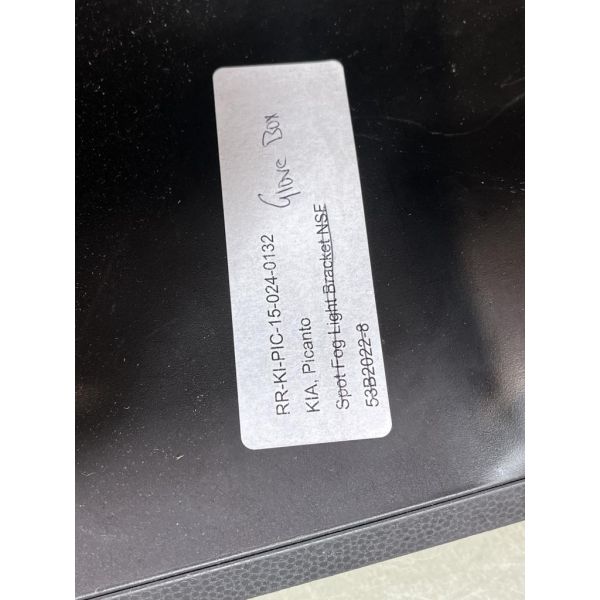 Glove Box
RR-KI-PIC-15-024-0132
KIA, Picanto
Spot Fog Light Bracket NSF
53B2022-8